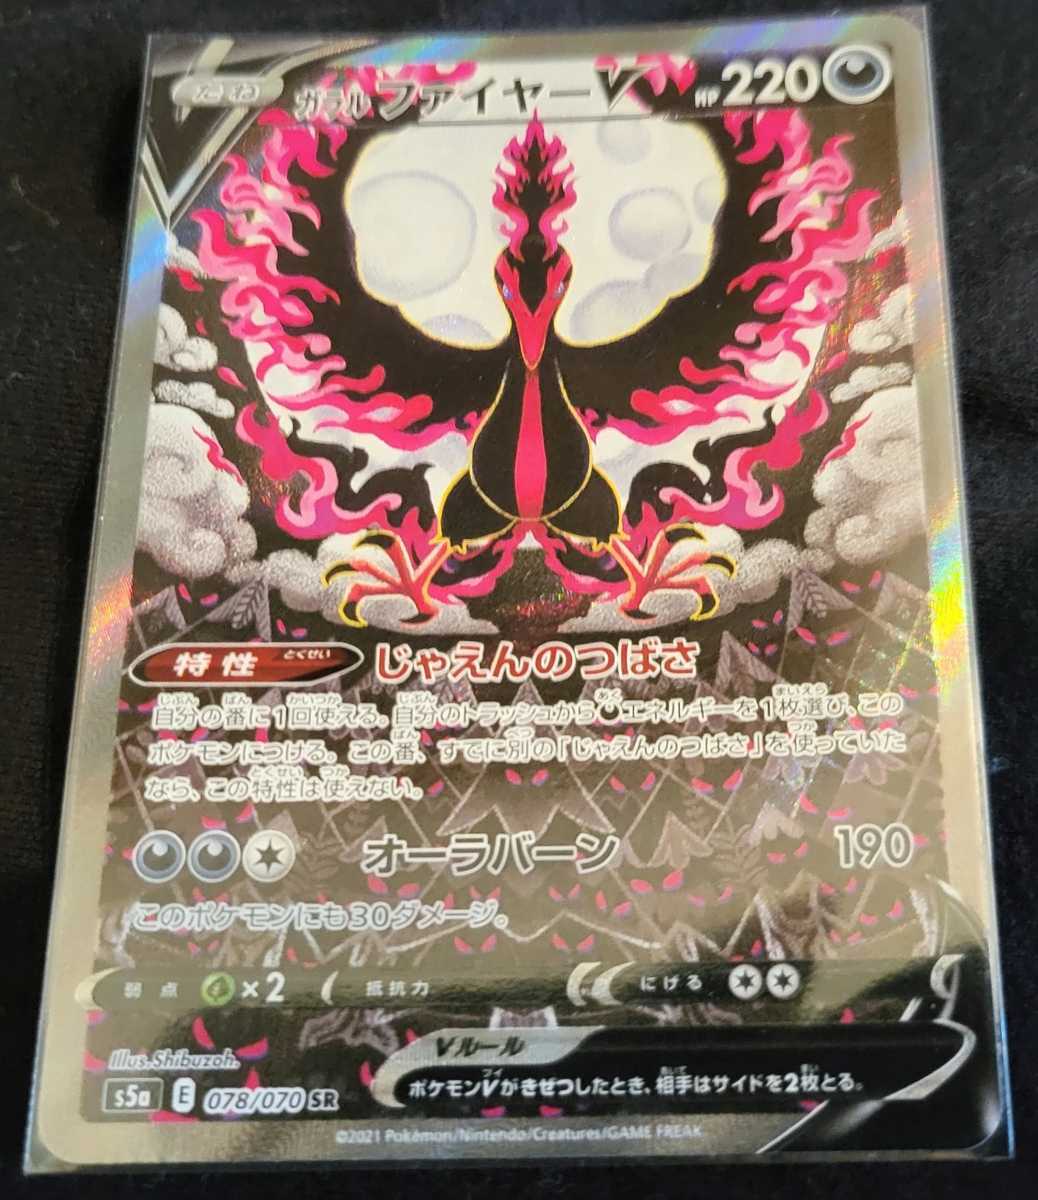 たね ガラル ファイヤーV HP220
特性 とくせい じゃえんのつばさ
自分の番に1回使える。自分のトラッシュからエネルギーを1枚選び、この
ポケモンにつける。この番、すでに別の「じゃえんのつばさ」を使っていた
なら、この特性は使えない。
オーラバーン 190
このポケモンにも30ダメージ。
弱点 ×2 抵抗力 にげる
Vルール
ポケモンVがきぜつしたとき、相手はサイドを2枚とる。
Illus.Shibuzoh.
s5a E 078/070 SR
©2021 Pokémon/Nintendo/Creatures/GAME FREAK